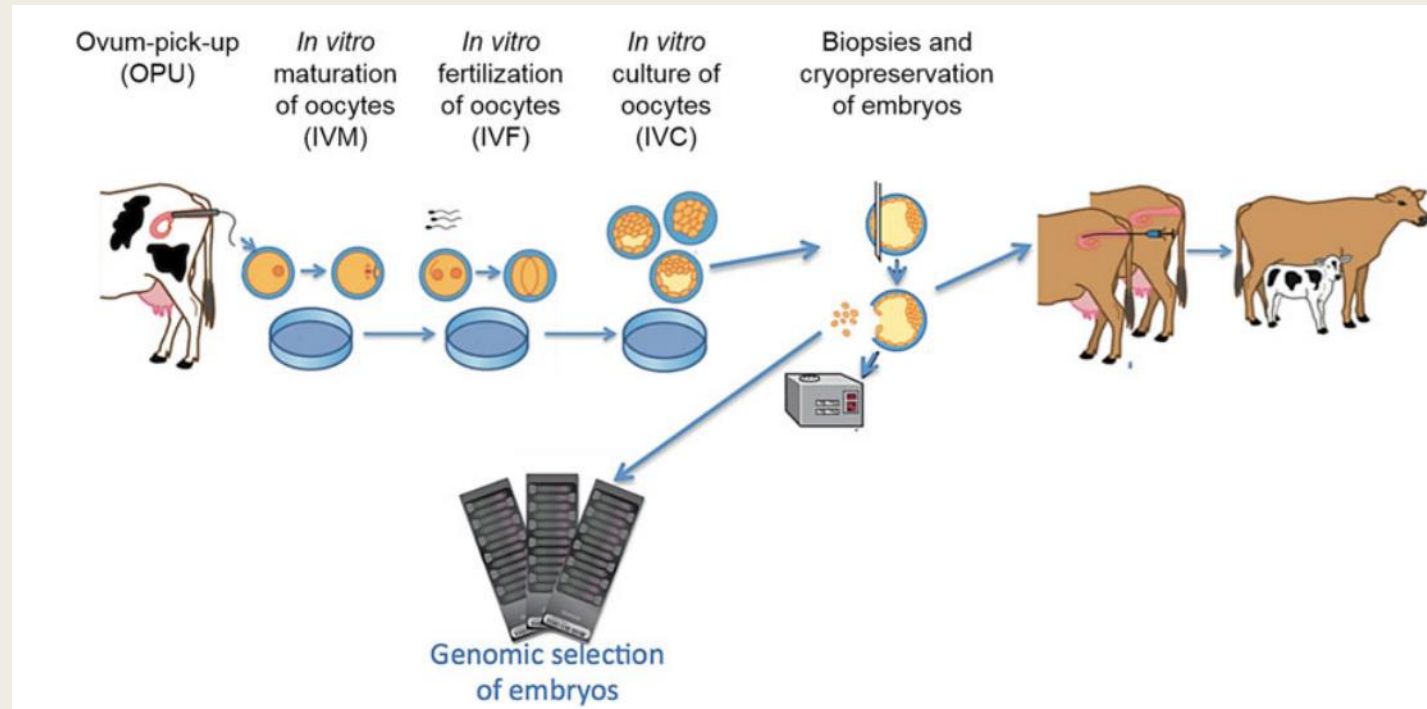 Ovum-pick-up
(OPU)
In vitro
maturation
of oocytes
(IVM)
In vitro
fertilization
of oocytes
(IVF)
In vitro
culture of
oocytes
(IVC)
Biopsies and
cryopreservation
of embryos
Genomic selection
of embryos